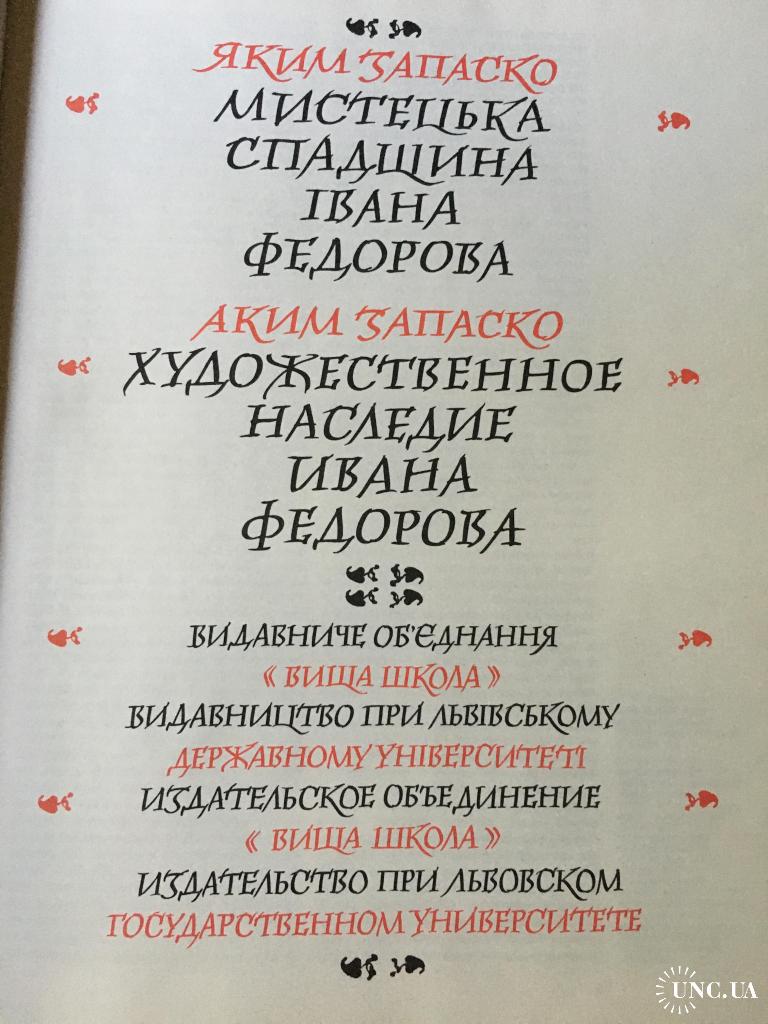 ЯКИМ ЗАПАСКО
МИСТЕЦЬКА
СПАДЩИНА
ІВАНА
ФЕДОРОВА
АКИМ ЗАПАСКО
ХУДОЖЕСТВЕННОЕ
НАСЛЕДИЕ
ИВАНА
ФЕДОРОВА
ВИДАВНИЧЕ ОБ'ЄДНАННЯ
« ВИЩА ШКОЛА »
ВИДАВНИЦТВО ПРИ ЛЬВІВСЬКОМУ
ДЕРЖАВНОМУ УНІВЕРСИТЕТІ
ИЗДАТЕЛЬСКОЕ ОБЪЕДИНЕНИЕ
« ВИЩА ШКОЛА »
ИЗДАТЕЛЬСТВО ПРИ ЛЬВОВСКОМ
ГОСУДАРСТВЕННОМ УНИВЕРСИТЕТЕ
UNC.UA